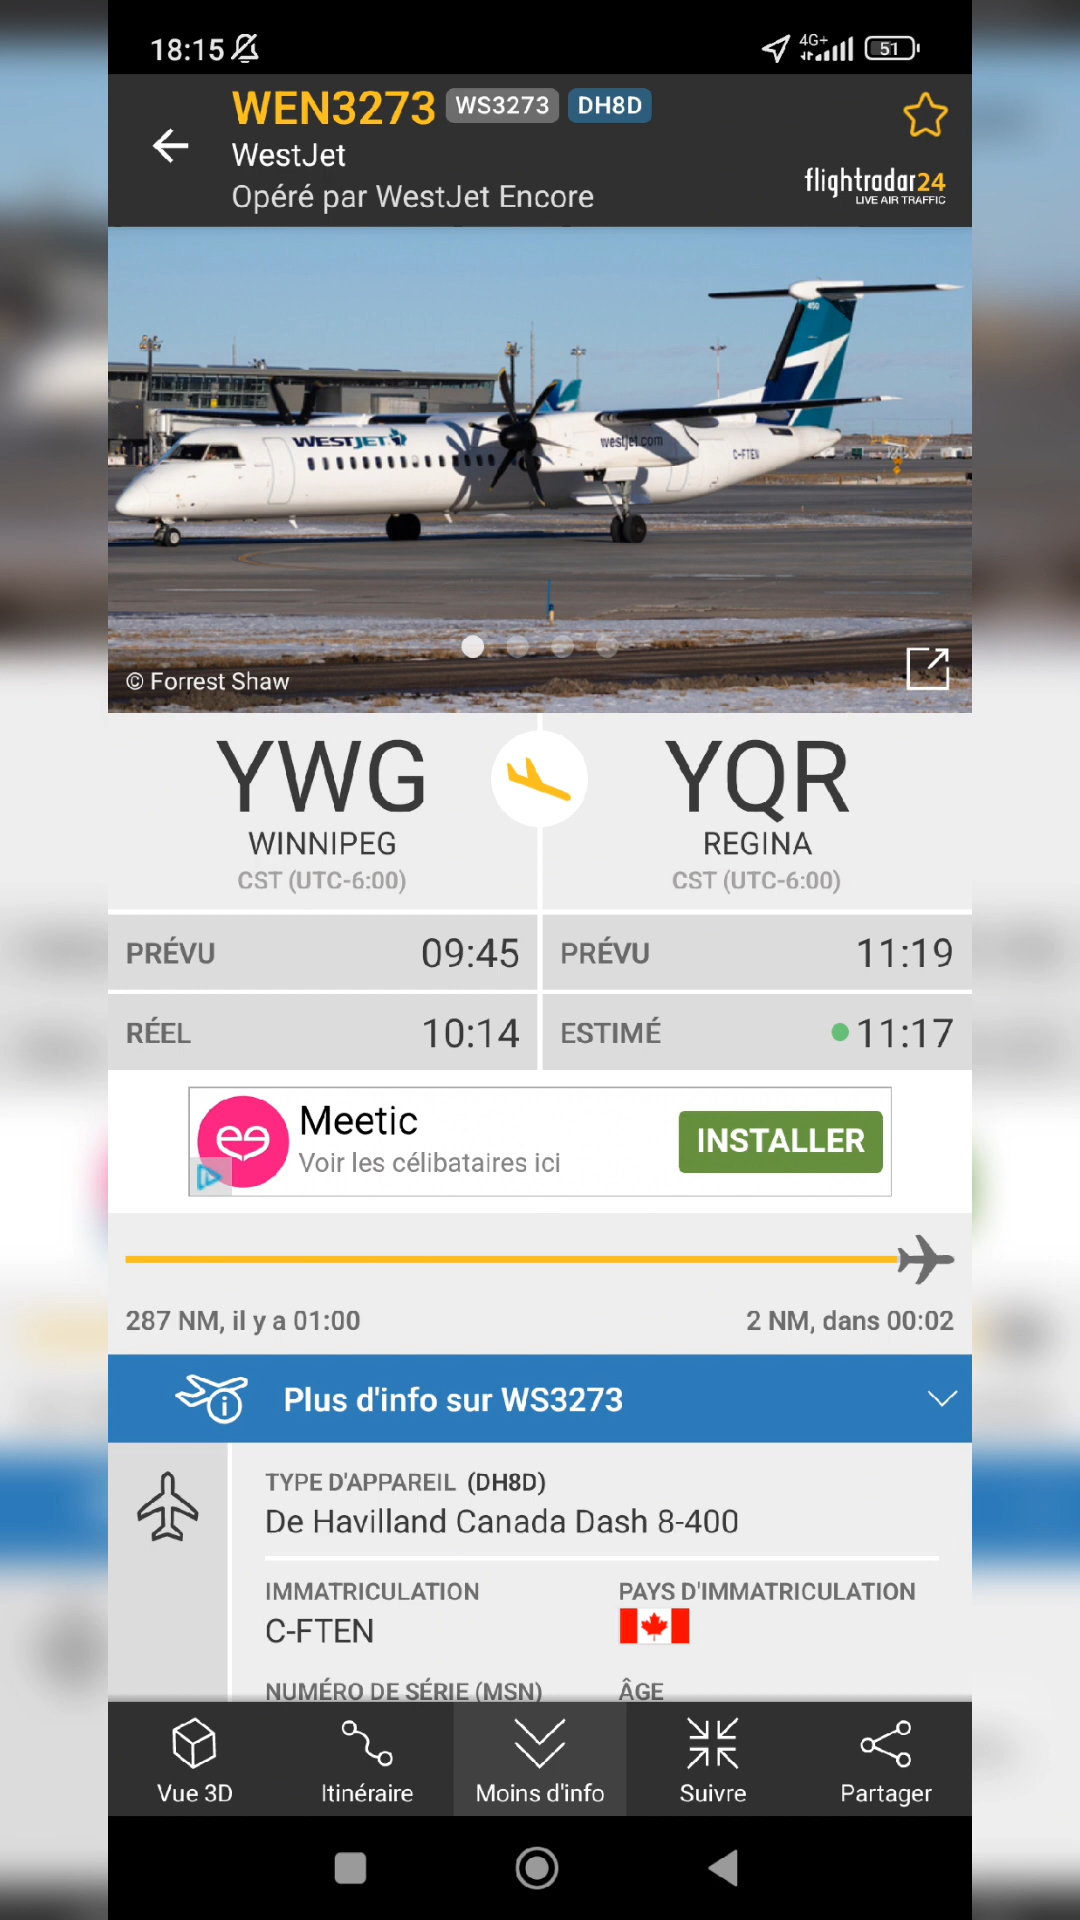 18:15 4G+ 51
WEN3273 WS3273 DH8D
WestJet
Opéré par WestJet Encore
flightradar24
LIVE AIR TRAFFIC
450
WESTJET
westjet.com
C-FTEN
© Forrest Shaw
YWG YQR
WINNIPEG REGINA
CST (UTC-6:00) CST (UTC-6:00)
PRÉVU 09:45 PRÉVU 11:19
RÉEL 10:14 ESTIMÉ 11:17
Meetic
Voir les célibataires ici
INSTALLER
287 NM, il y a 01:00 2 NM, dans 00:02
Plus d'info sur WS3273
TYPE D'APPAREIL (DH8D)
De Havilland Canada Dash 8-400
IMMATRICULATION PAYS D'IMMATRICULATION
C-FTEN
NUMÉRO DE SÉRIE (MSN) ÂGE
Vue 3D Itinéraire Moins d'info Suivre Partager